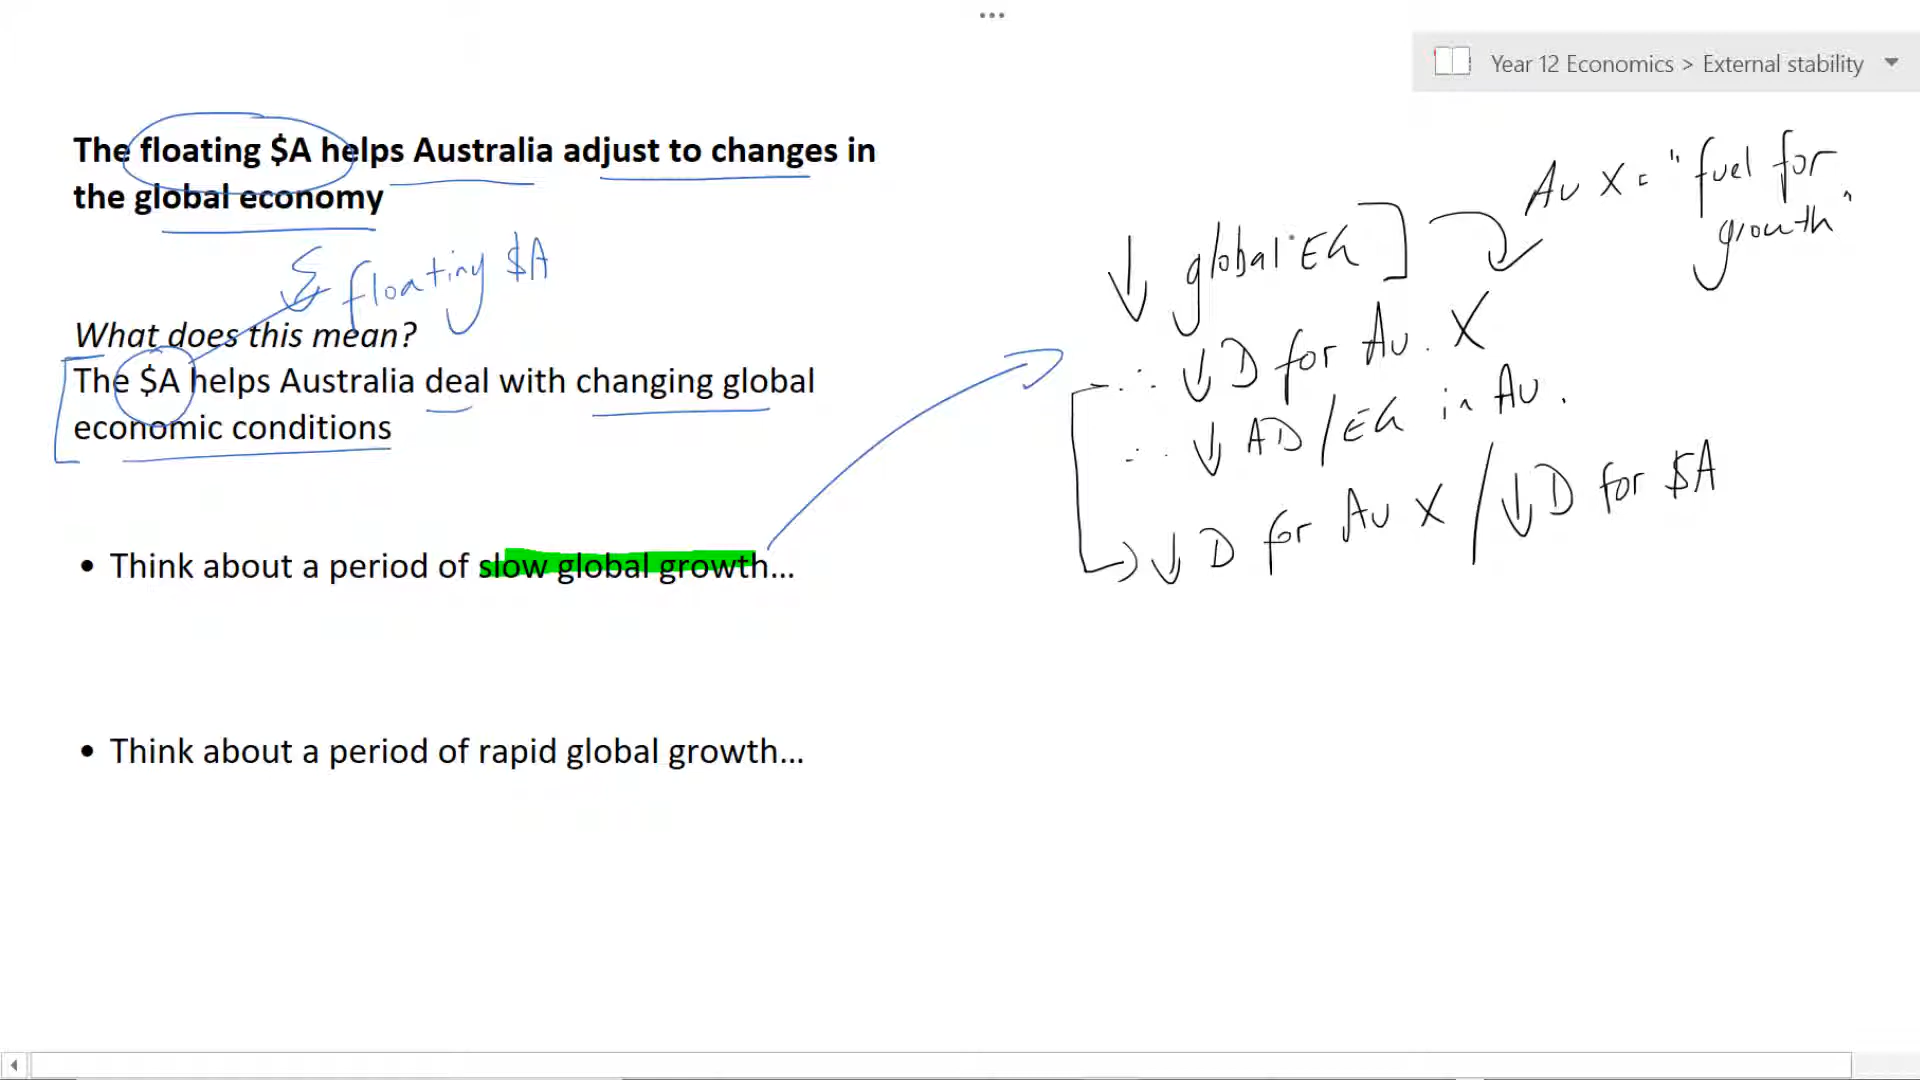 Year 12 Economics > External stability
The floating $A helps Australia adjust to changes in
the global economy
floating $A
What does this mean?
The $A helps Australia deal with changing global
economic conditions
• Think about a period of slow global growth...
• Think about a period of rapid global growth...
Au X = "fuel for
growth"
↓ global EG
∴ ↓ D for Au. X
∴ ↓ AD/EG in Au.
↓ D for Au X / ↓ D for $A